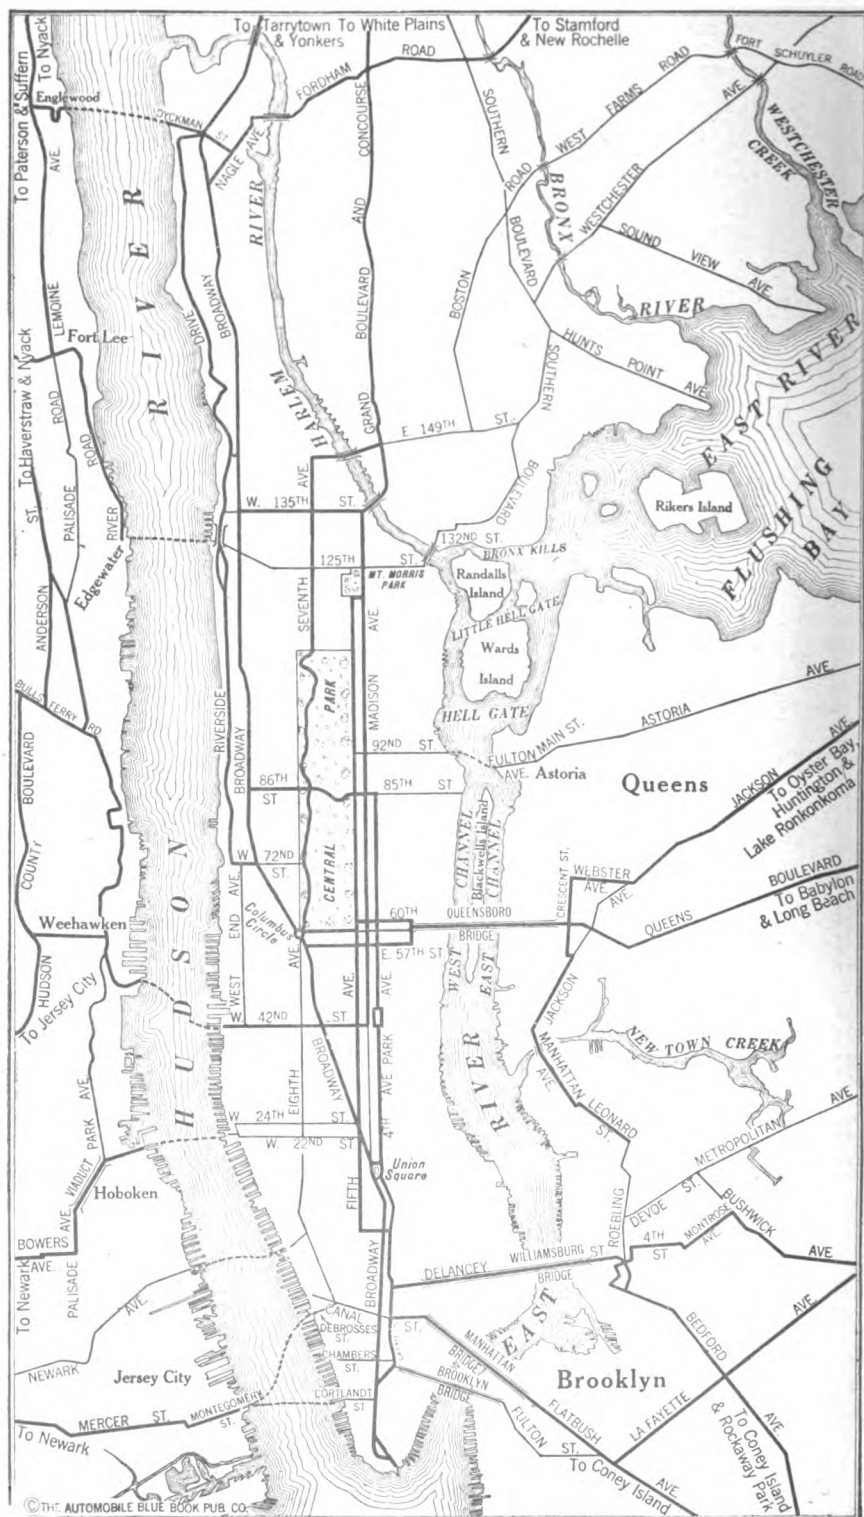 To Nyack
To Tarrytown To White Plains
& Yonkers
To Stamford
& New Rochelle
To Paterson & Suffern
Englewood
DYCKMAN ST.
NAGLE AVE.
FORDHAM ROAD
CONCOURSE
AND
BOULEVARD
GRAND
SOUTHERN
BOULEVARD
WEST FARMS ROAD
FORT SCHUYLER ROAD
WESTCHESTER CREEK
WESTCHESTER AVE.
BRONX
RIVER
SOUND VIEW AVE.
BOSTON ROAD
HUNTS POINT AVE.
SOUTHERN
BOULEVARD
LEMOINE AVE.
Fort Lee
RIVER
DRIVE
BROADWAY
HARLEM RIVER
To Haverstraw & Nyack
PALISADE ROAD
RIVER ROAD
E. 149TH ST.
W. 135TH ST.
132ND ST.
BRONX KILLS
125TH ST.
MT. MORRIS
PARK
Randalls
Island
LITTLE HELL GATE
Wards
Island
HELL GATE
Rikers Island
EAST RIVER
FLUSHING
BAY
Edgewater
ANDERSON ST.
SEVENTH AVE.
MADISON AVE.
BULLS FERRY RD
RIVERSIDE
BROADWAY
CENTRAL PARK
92ND ST.
FULTON AVE.
MAIN ST.
ASTORIA AVE.
Astoria
86TH
ST
85TH ST
Queens
JACKSON AVE.
To Oyster Bay
Huntington, &
Lake Ronkonkoma
HUDSON
COUNTY
BOULEVARD
W. 72ND
ST.
WEST CHANNEL
Blackwells Island
EAST CHANNEL
CRESCENT ST.
WEBSTER
AVE.
QUEENS BOULEVARD
To Babylon
& Long Beach
Weehawken
WEST END AVE.
Columbus
Circle
60TH
QUEENSBORO
BRIDGE
E. 57TH ST.
HUDSON
To Jersey City
W. 42ND ST
BROADWAY
EIGHTH AVE.
PARK AVE.
JACKSON AVE.
NEW TOWN CREEK
MANHATTAN AVE.
LEONARD ST.
RIVER
PARK AVE
VIADUCT
W 24TH ST.
W. 22ND ST
4TH AVE
Union
Square
FIFTH AVE.
METROPOLITAN AVE.
DEVOE ST.
BUSHWICK AVE.
MONTROSE AVE.
4TH
ST
ROEBLING
Hoboken
BOWERS
AVE.
To Newark
PALISADE AVE
BROADWAY
DELANCEY ST.
WILLIAMSBURG
BRIDGE
EAST
CANAL ST.
DEBROSSES
ST.
CHAMBERS
ST.
CORTLANDT
ST
MANHATTAN
BRIDGE
BROOKLYN
BRIDGE
BEDFORD AVE
Brooklyn
NEWARK AVE.
Jersey City
MERCER ST.
MONTGOMERY
ST.
To Newark
FLATBUSH AVE
LA FAYETTE AVE.
FULTON
ST.
To Coney Island
To Coney Island
& Rockaway Park
© THE AUTOMOBILE BLUE BOOK PUB. CO.